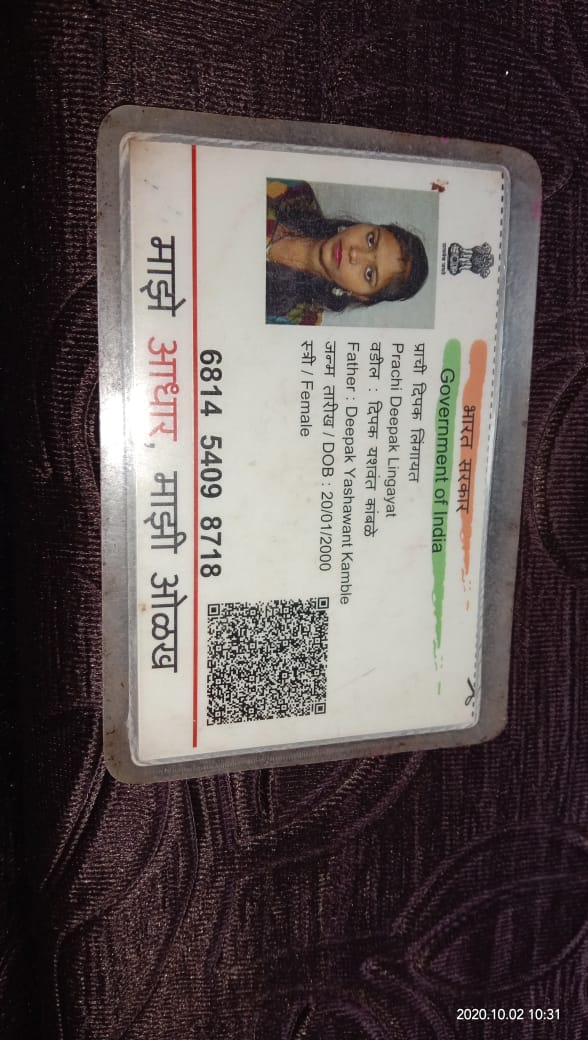 भारत सरकार
Government of India
प्राची दिपक लिंगायत
Prachi Deepak Lingayat
वडील : दिपक यशवंत कांबळे
Father : Deepak Yashawant Kamble
जन्म तारीख / DOB : 20/01/2000
स्त्री / Female
6814 5409 8718
माझे आधार, माझी ओळख
2020.10.02 10:31